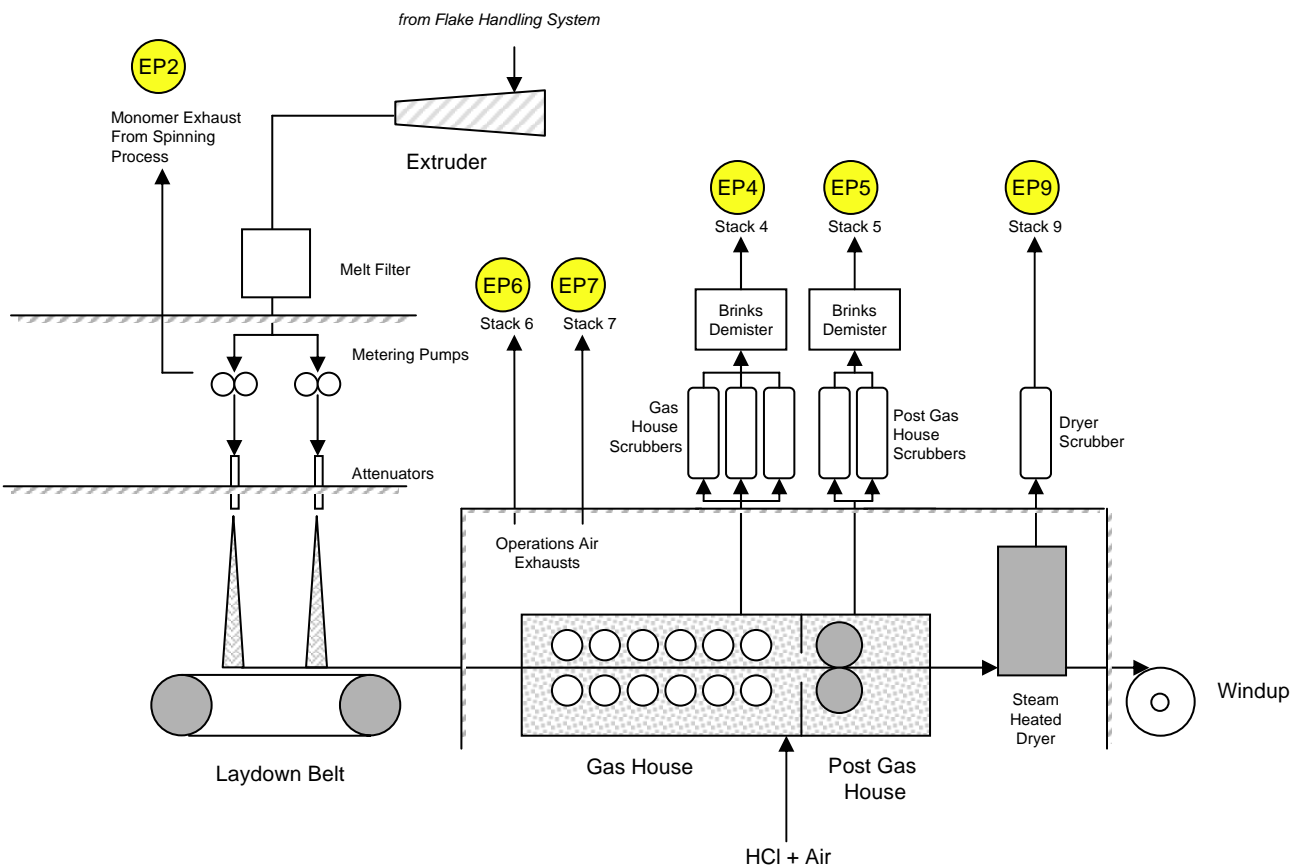 from Flake Handling System
EP2
Monomer Exhaust
From Spinning
Process
Extruder
EP4
Stack 4
EP5
Stack 5
EP9
Stack 9
Melt Filter
EP6
Stack 6
EP7
Stack 7
Brinks
Demister
Brinks
Demister
Metering Pumps
Gas
House
Scrubbers
Post Gas
House
Scrubbers
Dryer
Scrubber
Attenuators
Operations Air
Exhausts
Steam
Heated
Dryer
Windup
Laydown Belt
Gas House
Post Gas
House
HCl + Air